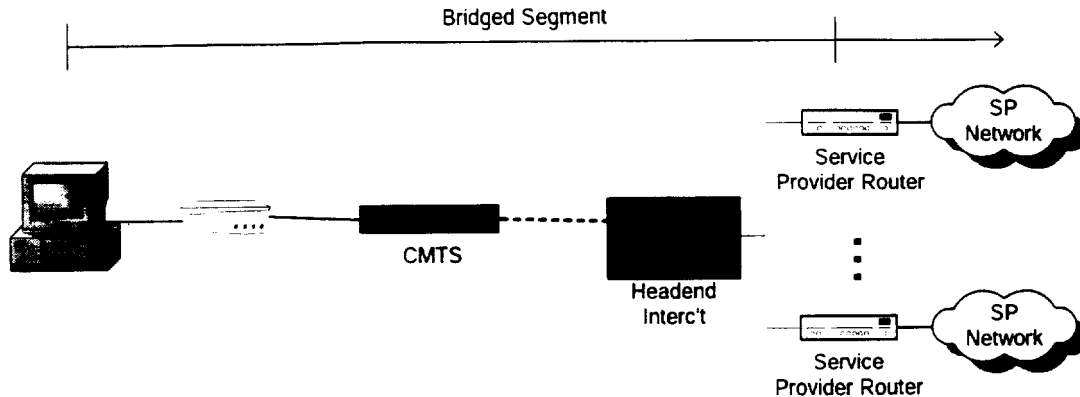 Bridged Segment
SP
Network
Service
Provider Router
CMTS
Headend
Interc't
SP
Network
Service
Provider Router